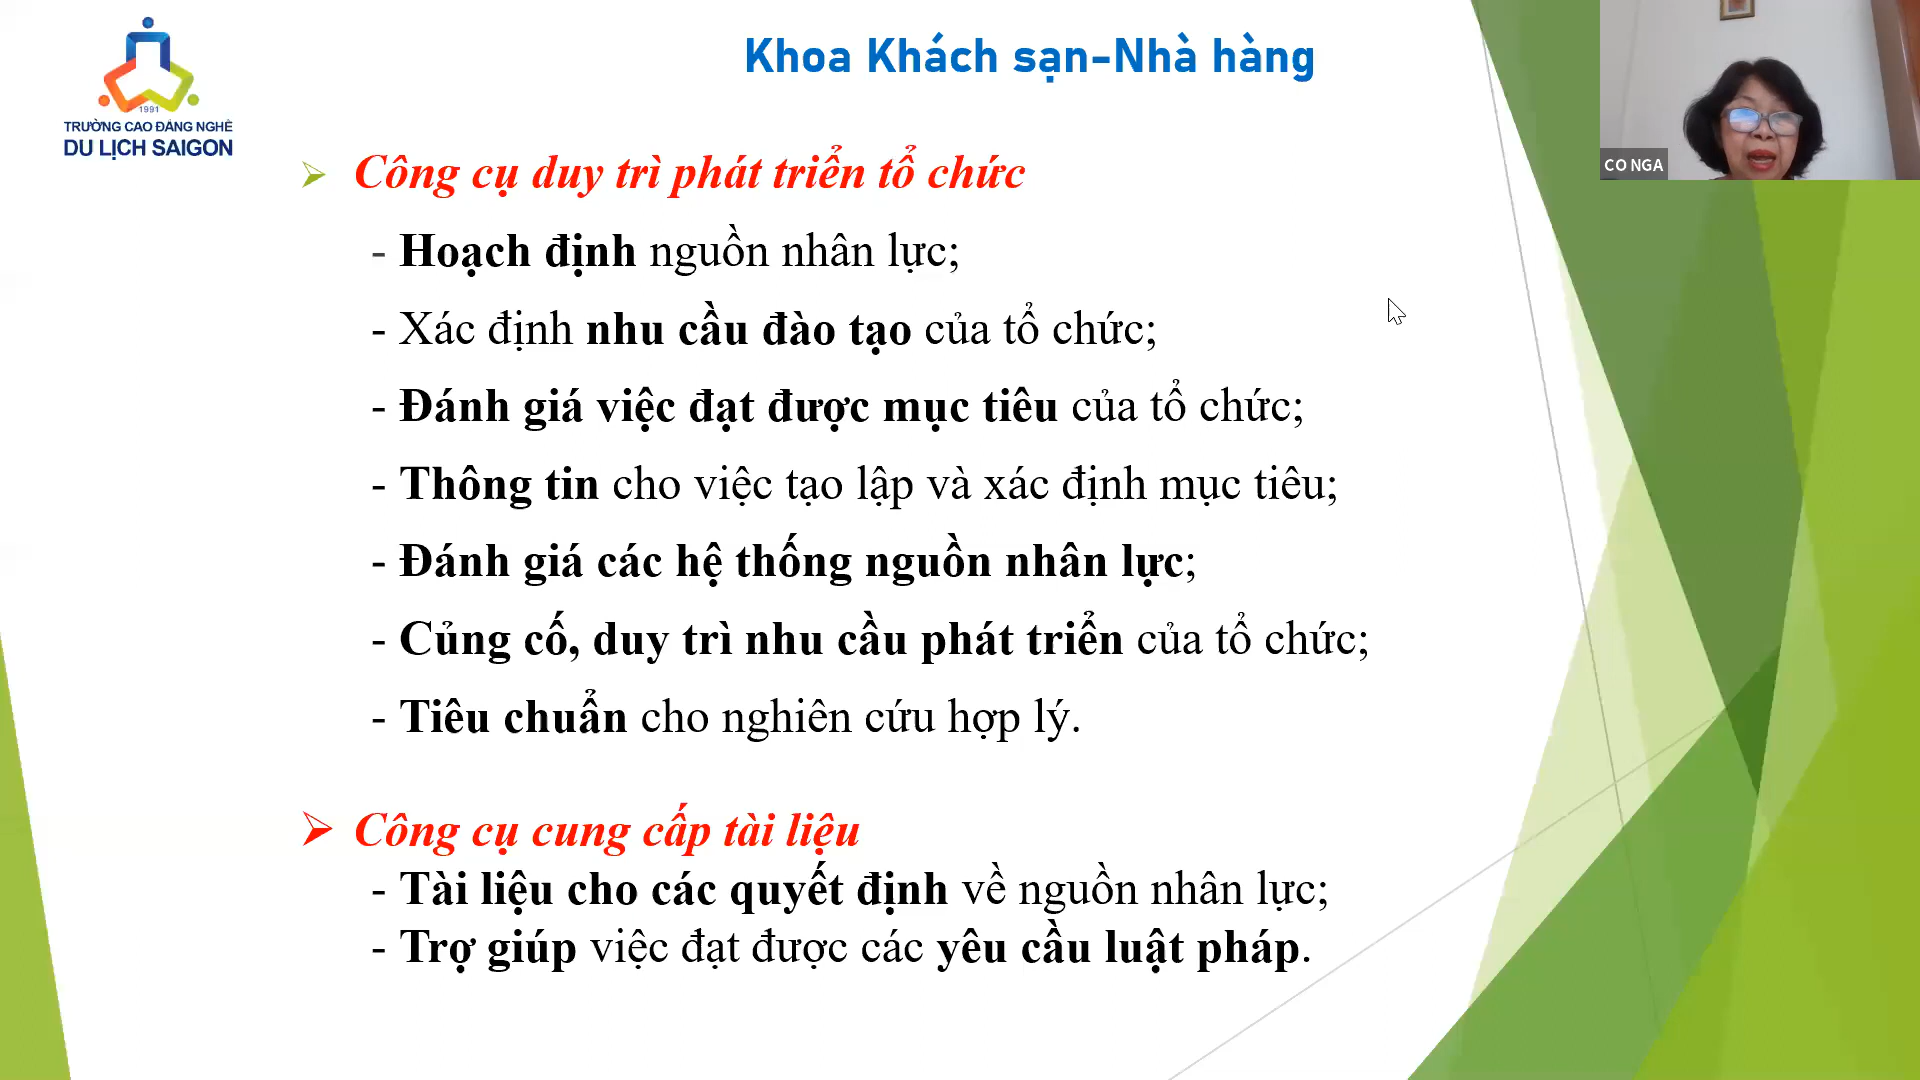 Khoa Khách sạn-Nhà hàng
1991
TRƯỜNG CAO ĐẲNG NGHỀ
DU LỊCH SAIGON
CO NGA
➢ Công cụ duy trì phát triển tổ chức
- Hoạch định nguồn nhân lực;
- Xác định nhu cầu đào tạo của tổ chức;
- Đánh giá việc đạt được mục tiêu của tổ chức;
- Thông tin cho việc tạo lập và xác định mục tiêu;
- Đánh giá các hệ thống nguồn nhân lực;
- Củng cố, duy trì nhu cầu phát triển của tổ chức;
- Tiêu chuẩn cho nghiên cứu hợp lý.
➢ Công cụ cung cấp tài liệu
- Tài liệu cho các quyết định về nguồn nhân lực;
- Trợ giúp việc đạt được các yêu cầu luật pháp.